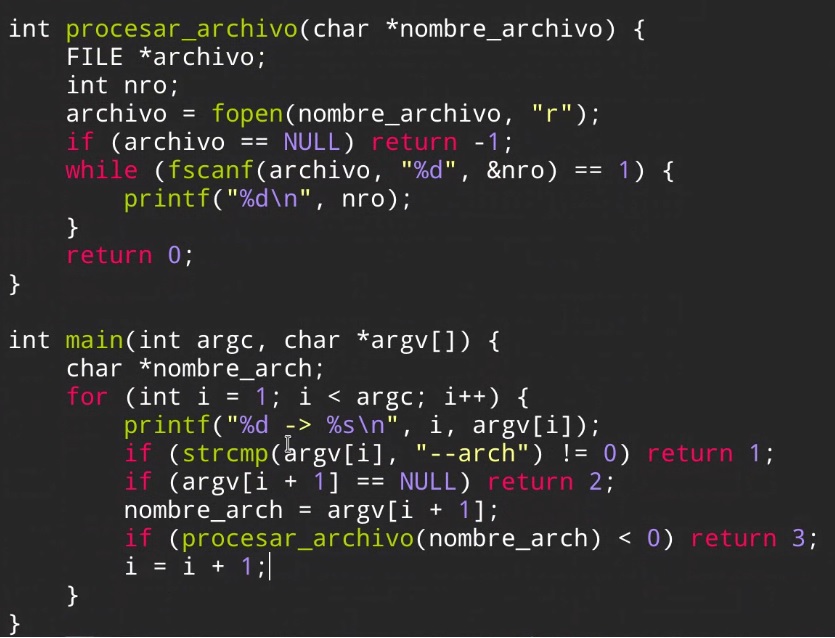 int procesar_archivo(char *nombre_archivo) {
    FILE *archivo;
    int nro;
    archivo = fopen(nombre_archivo, "r");
    if (archivo == NULL) return -1;
    while (fscanf(archivo, "%d", &nro) == 1) {
        printf("%d\n", nro);
    }
    return 0;
}

int main(int argc, char *argv[]) {
    char *nombre_arch;
    for (int i = 1; i < argc; i++) {
        printf("%d -> %s\n", i, argv[i]);
        if (strcmp(argv[i], "--arch") != 0) return 1;
        if (argv[i + 1] == NULL) return 2;
        nombre_arch = argv[i + 1];
        if (procesar_archivo(nombre_arch) < 0) return 3;
        i = i + 1;
    }
}